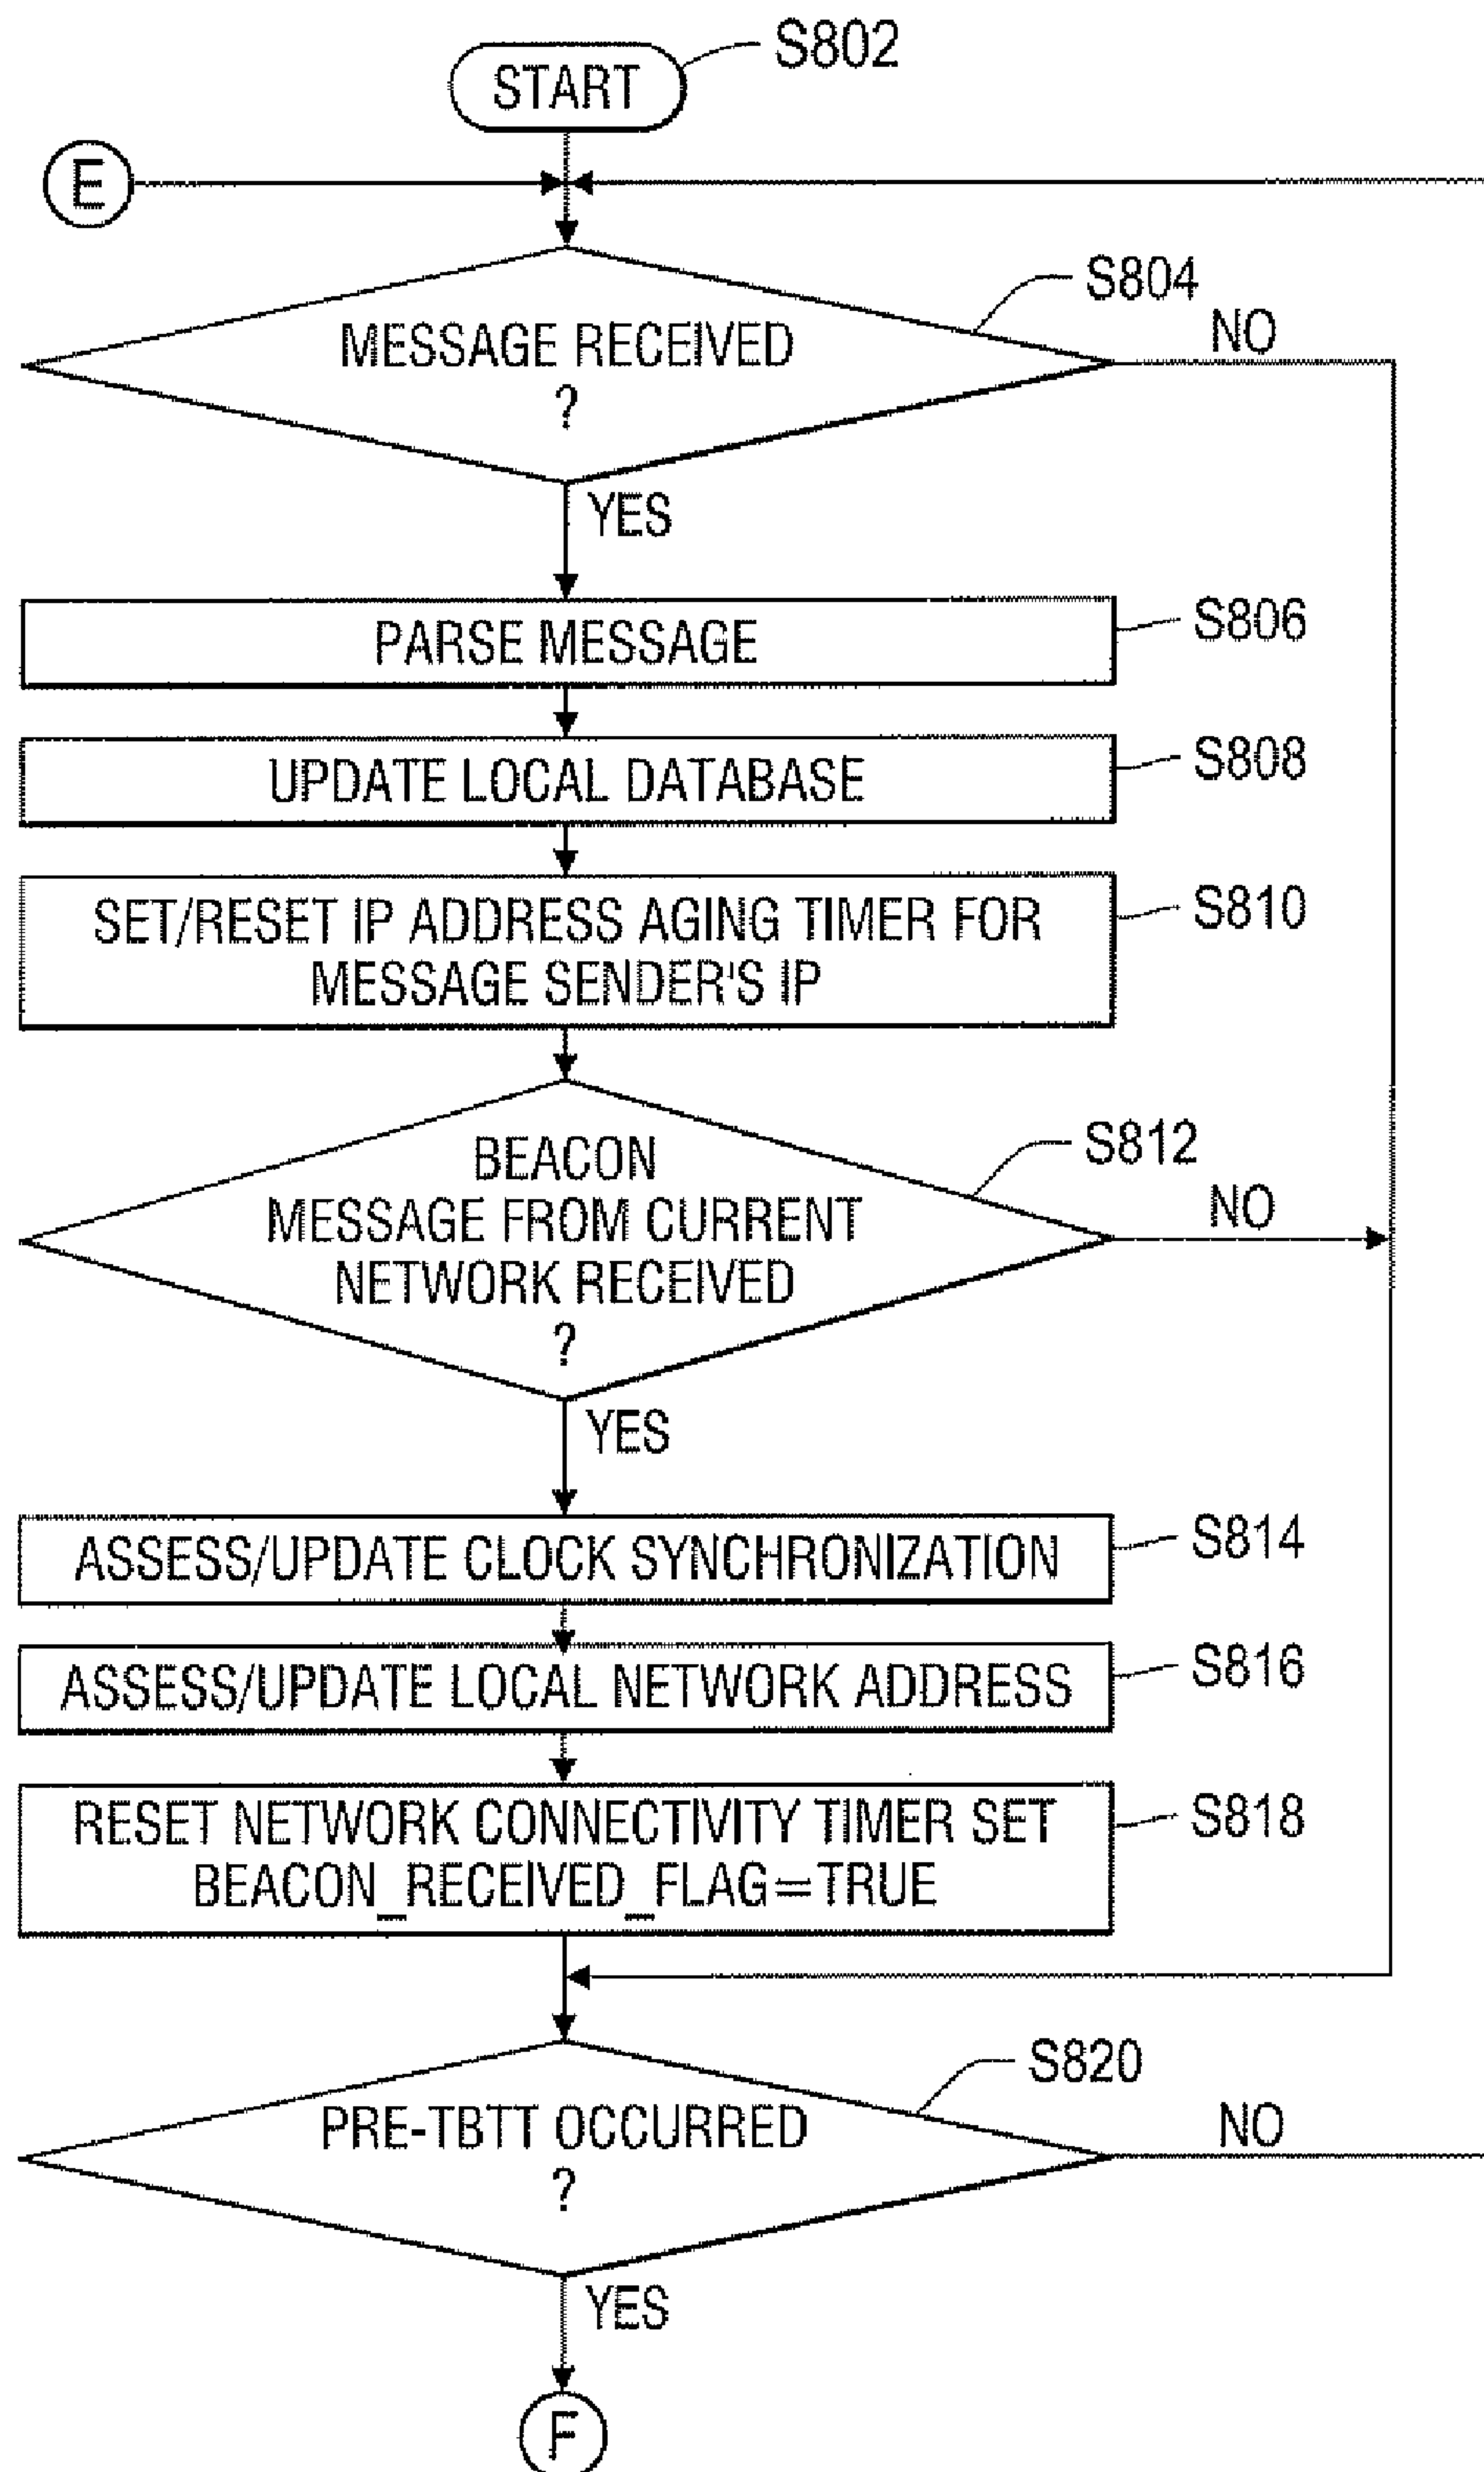 START
S802
E
S804
MESSAGE RECEIVED
?
NO
YES
PARSE MESSAGE
S806
UPDATE LOCAL DATABASE
S808
SET/RESET IP ADDRESS AGING TIMER FOR
MESSAGE SENDER'S IP
S810
BEACON
MESSAGE FROM CURRENT
NETWORK RECEIVED
?
S812
NO
YES
ASSESS/UPDATE CLOCK SYNCHRONIZATION
S814
ASSESS/UPDATE LOCAL NETWORK ADDRESS
S816
RESET NETWORK CONNECTIVITY TIMER SET
BEACON_RECEIVED_FLAG=TRUE
S818
S820
PRE-TBTT OCCURRED
?
NO
YES
F